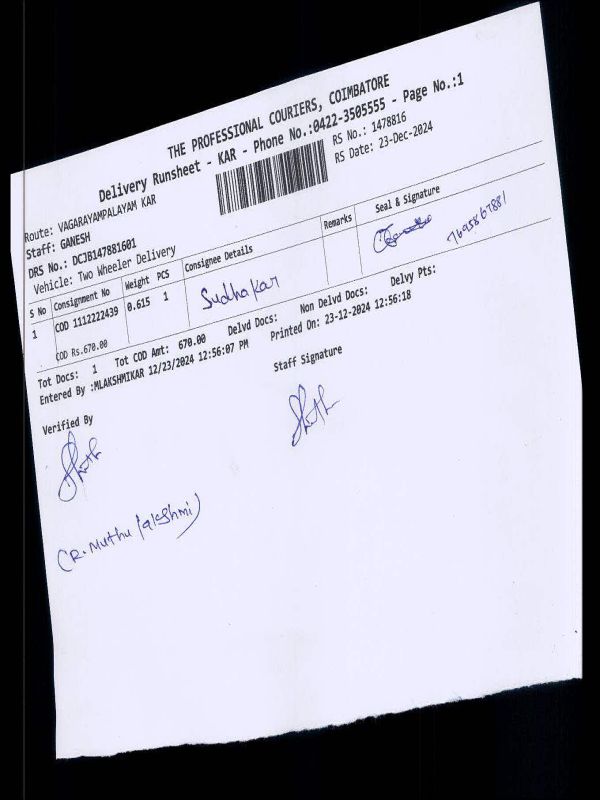 THE PROFESSIONAL COURIERS, COIMBATORE
Delivery Runsheet - KAR - Phone No.:0422-3505555 - Page No.:1
Route: VAGARAYAMPALAYAM KAR
RS No.: 1478816
Staff: GANESH
RS Date: 23-Dec-2024
DRS No.: DCJB147881601
Vehicle: Two Wheeler Delivery
S No Consignment No Weight PCS Consignee Details Remarks Seal & Signature
1 COD 1112222439 0.615 1 Sudhakar 7695867881
COD Rs.670.00
Tot Docs: 1 Tot COD Amt: 670.00 Delvd Docs: Non Delvd Docs: Delvy Pts:
Entered By :MLAKSHMIKAR 12/23/2024 12:56:07 PM Printed On: 23-12-2024 12:56:18
Verified By Staff Signature
(R. Muthu lakshmi)